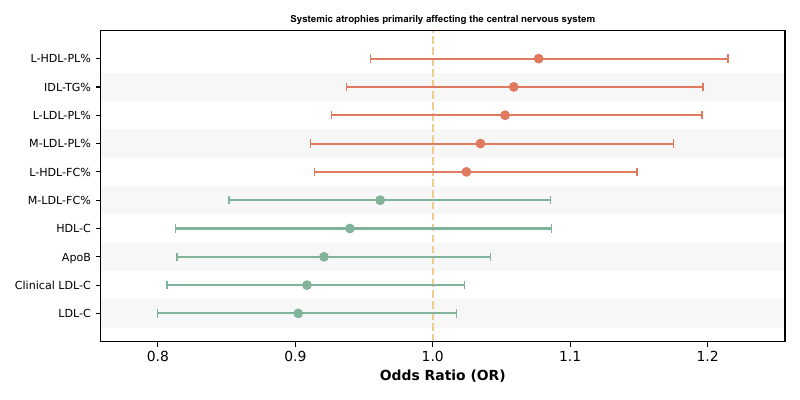 Systemic atrophies primarily affecting the central nervous system
L-HDL-PL%
IDL-TG%
L-LDL-PL%
M-LDL-PL%
L-HDL-FC%
M-LDL-FC%
HDL-C
ApoB
Clinical LDL-C
LDL-C
0.8 0.9 1.0 1.1 1.2
Odds Ratio (OR)